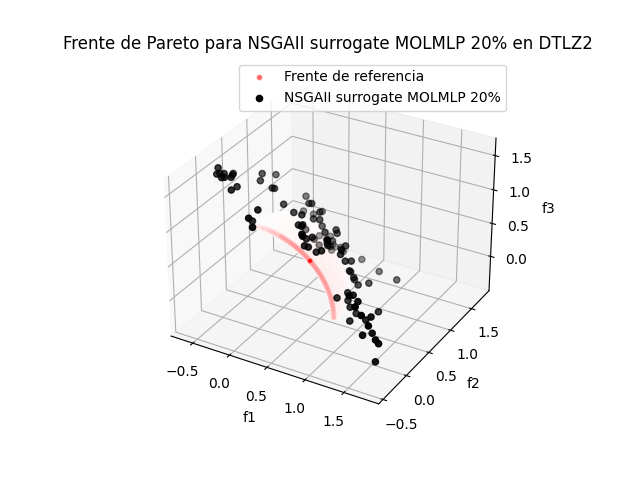 Frente de Pareto para NSGAII surrogate MOLMLP 20% en DTLZ2
Frente de referencia
NSGAII surrogate MOLMLP 20%
1.5
1.0
0.5
0.0
f3
1.5
1.0
0.5
0.0
−0.5
f2
−0.5
0.0
0.5
1.0
1.5
f1